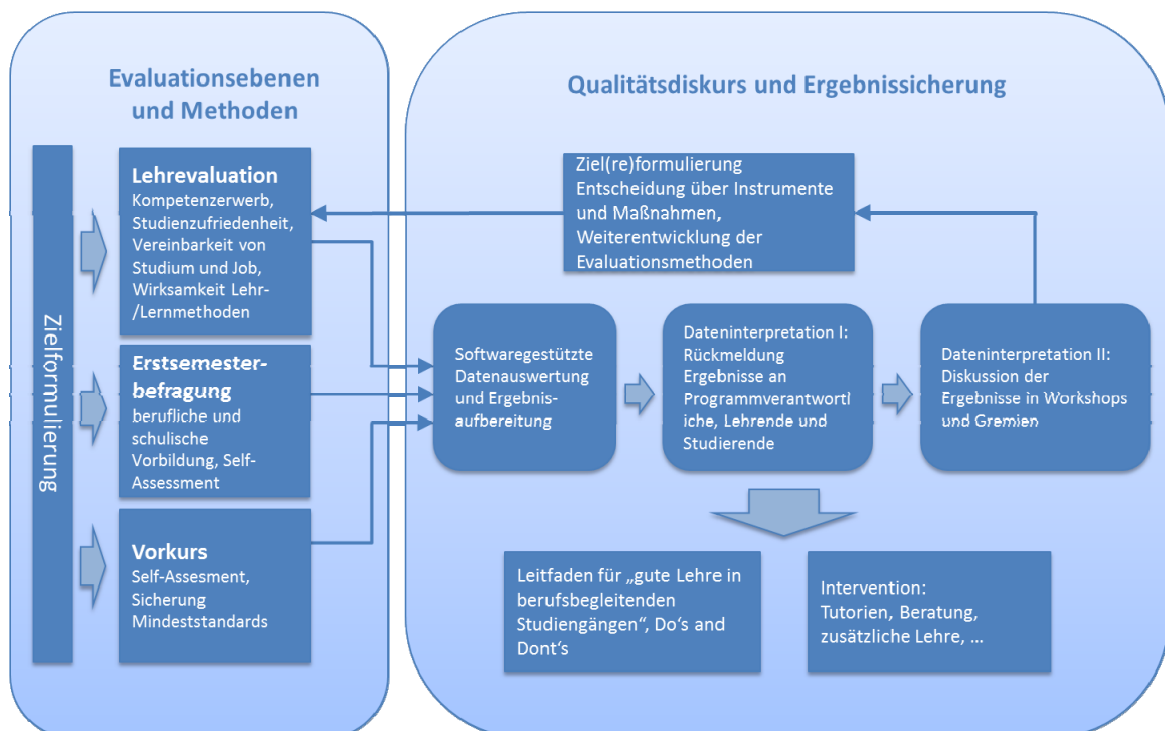 Evaluationsebenen
und Methoden
Zielformulierung
Lehrevaluation
Kompetenzerwerb,
Studienzufriedenheit,
Vereinbarkeit von
Studium und Job,
Wirksamkeit Lehr-
/Lernmethoden
Erstsemester-
befragung
berufliche und
schulische
Vorbildung, Self-
Assessment
Vorkurs
Self-Assesment,
Sicherung
Mindeststandards
Qualitätsdiskurs und Ergebnissicherung
Ziel(re)formulierung
Entscheidung über Instrumente
und Maßnahmen,
Weiterentwicklung der
Evaluationsmethoden
Softwaregestützte
Datenauswertung
und Ergebnis-
aufbereitung
Dateninterpretation I:
Rückmeldung
Ergebnisse an
Programmverantwortl
iche, Lehrende und
Studierende
Dateninterpretation II:
Diskussion der
Ergebnisse in Workshops
und Gremien
Leitfaden für „gute Lehre in
berufsbegleitenden
Studiengängen“, Do‘s and
Dont‘s
Intervention:
Tutorien, Beratung,
zusätzliche Lehre, ...